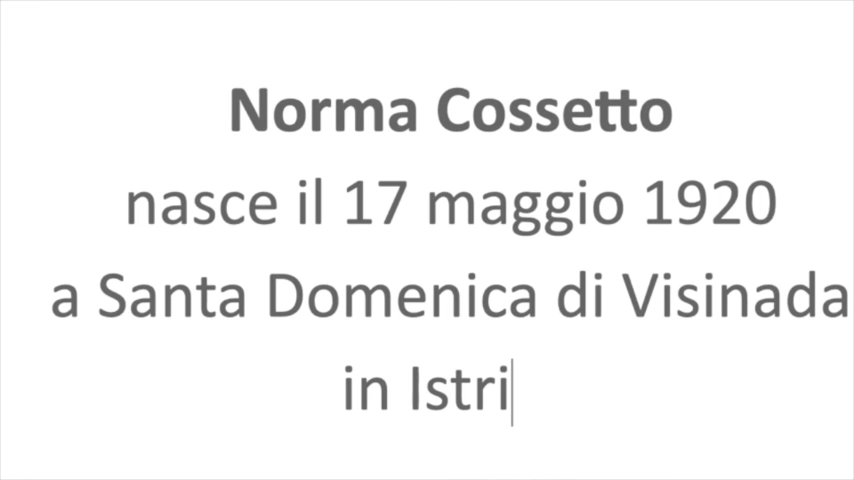 Norma Cossetto
nasce il 17 maggio 1920
a Santa Domenica di Visinada
in Istri